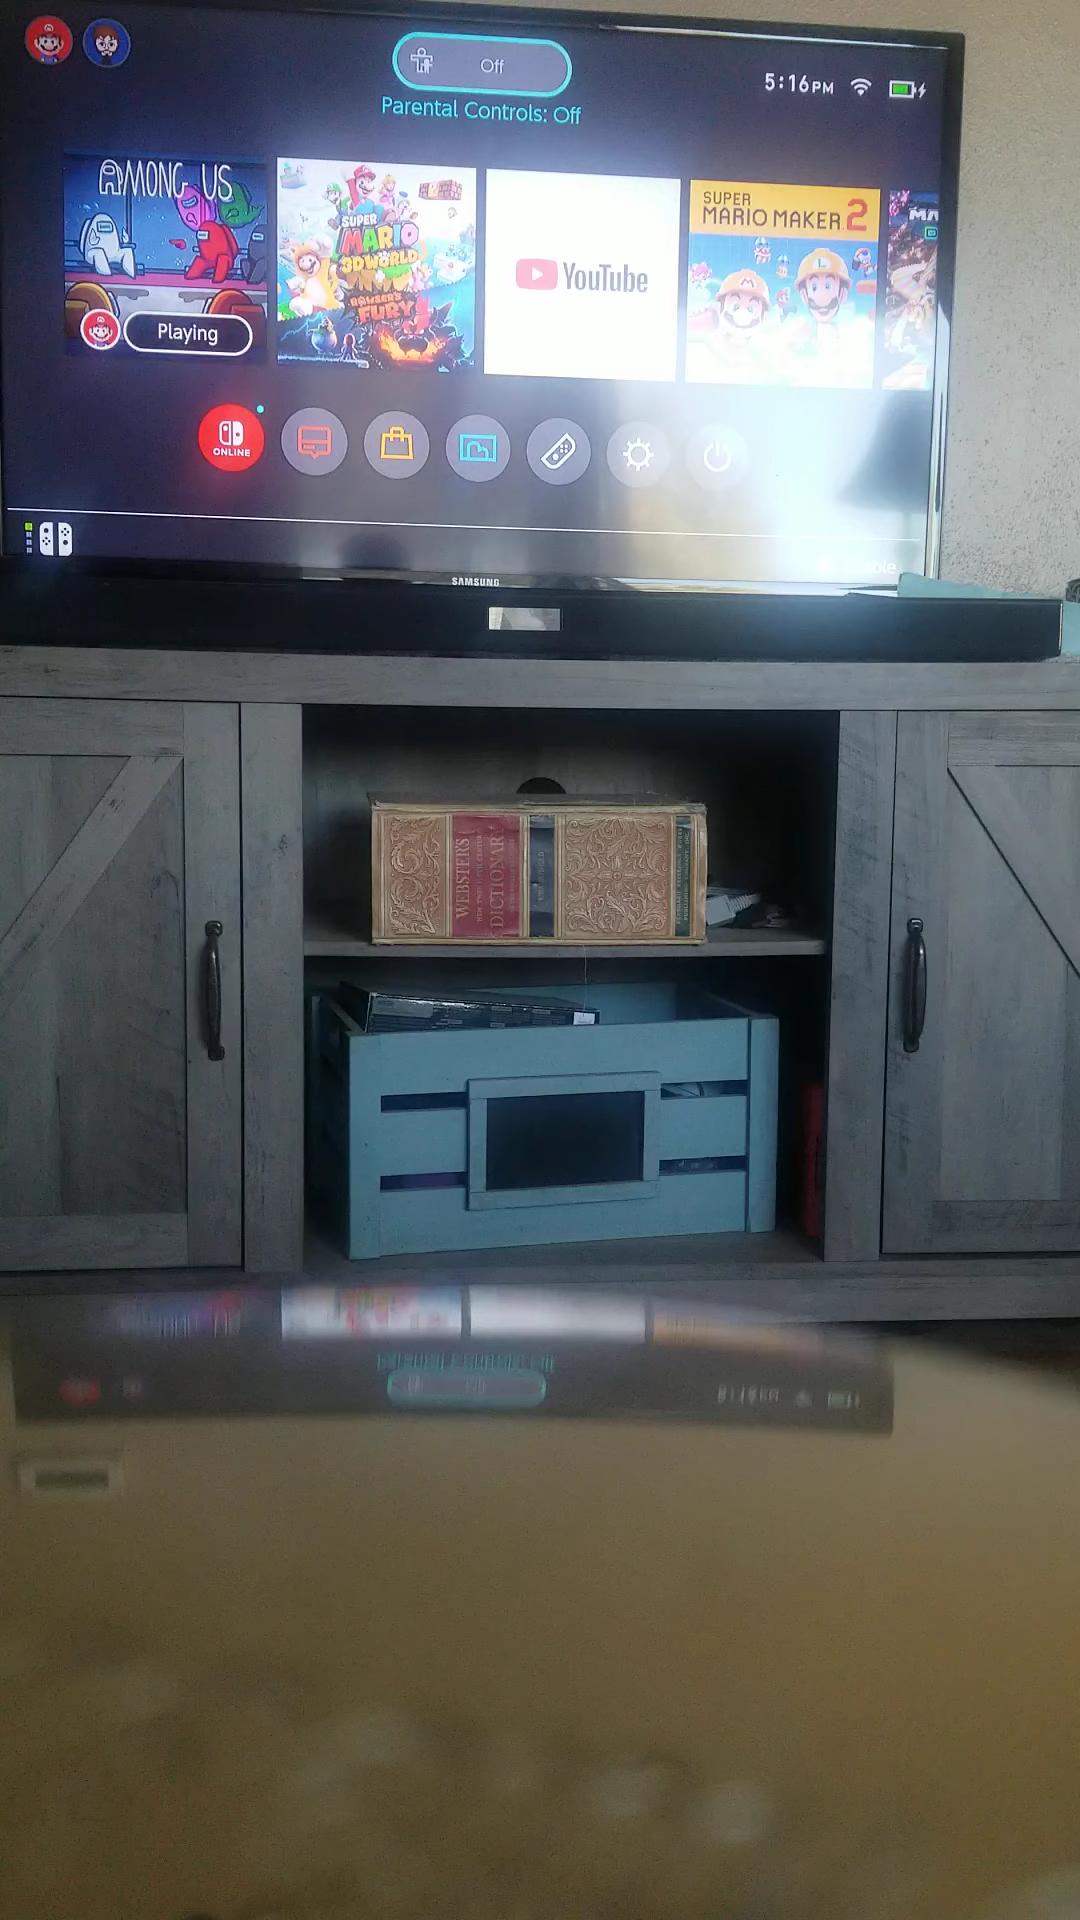 Off
5:16PM
Parental Controls: Off
AMONG US
Playing
SUPER
MARIO
3D WORLD
BOWSER'S
FURY
YouTube
SUPER
MARIO MAKER 2
ONLINE
SAMSUNG
WEBSTER'S
DICTIONARY